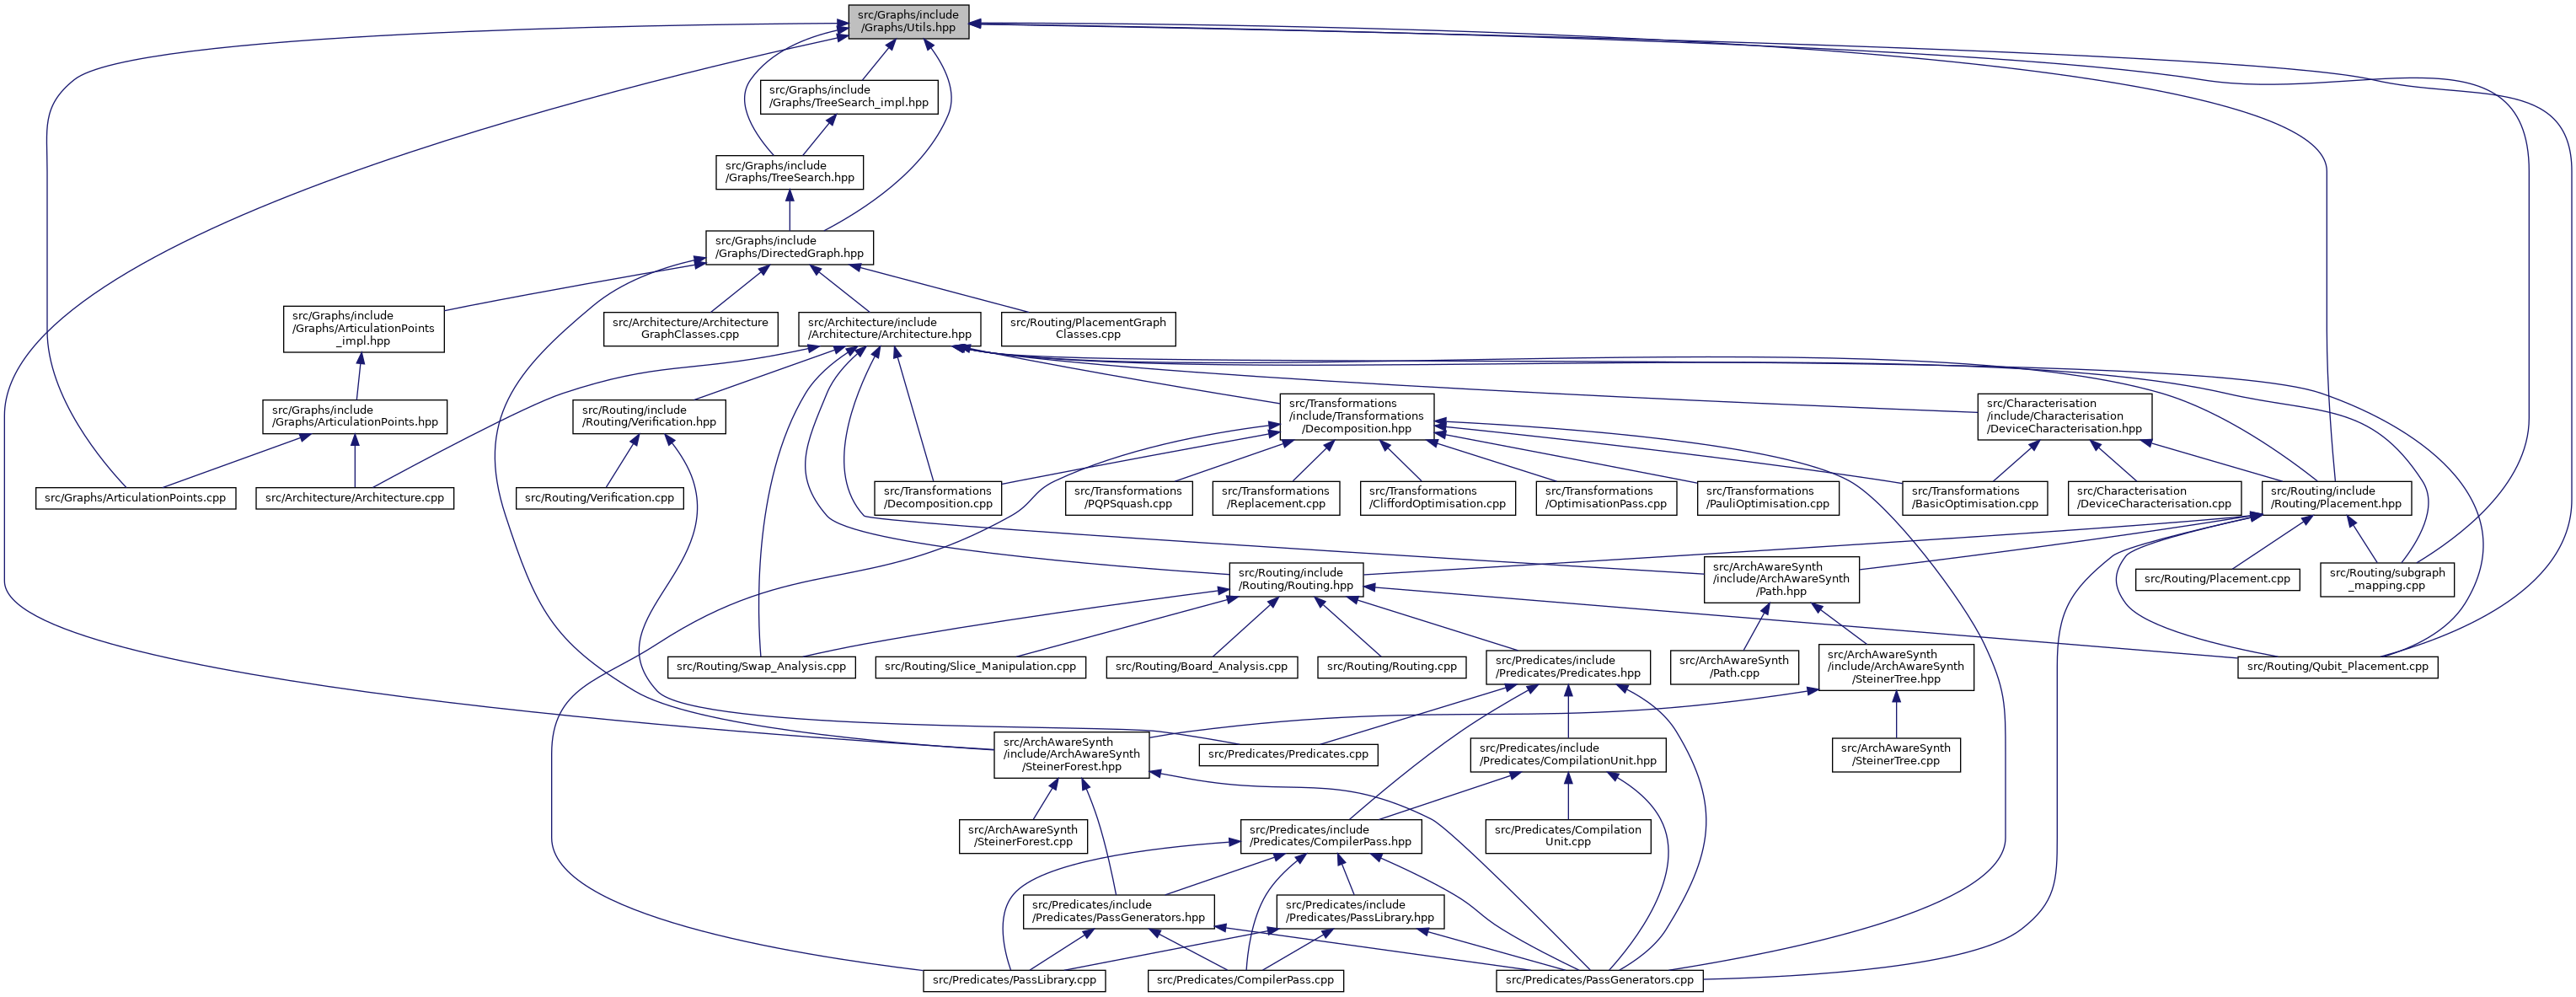 src/Graphs/include
/Graphs/Utils.hpp
src/Graphs/include
/Graphs/TreeSearch_impl.hpp
src/Graphs/include
/Graphs/TreeSearch.hpp
src/Graphs/include
/Graphs/DirectedGraph.hpp
src/Graphs/include
/Graphs/ArticulationPoints
_impl.hpp
src/Architecture/Architecture
GraphClasses.cpp
src/Architecture/include
/Architecture/Architecture.hpp
src/Routing/PlacementGraph
Classes.cpp
src/Graphs/include
/Graphs/ArticulationPoints.hpp
src/Routing/include
/Routing/Verification.hpp
src/Transformations
/include/Transformations
/Decomposition.hpp
src/Characterisation
/include/Characterisation
/DeviceCharacterisation.hpp
src/Graphs/ArticulationPoints.cpp
src/Architecture/Architecture.cpp
src/Routing/Verification.cpp
src/Transformations
/Decomposition.cpp
src/Transformations
/PQPSquash.cpp
src/Transformations
/Replacement.cpp
src/Transformations
/CliffordOptimisation.cpp
src/Transformations
/OptimisationPass.cpp
src/Transformations
/PauliOptimisation.cpp
src/Transformations
/BasicOptimisation.cpp
src/Characterisation
/DeviceCharacterisation.cpp
src/Routing/include
/Routing/Placement.hpp
src/Routing/include
/Routing/Routing.hpp
src/ArchAwareSynth
/include/ArchAwareSynth
/Path.hpp
src/Routing/Placement.cpp
src/Routing/subgraph
_mapping.cpp
src/Routing/Swap_Analysis.cpp
src/Routing/Slice_Manipulation.cpp
src/Routing/Board_Analysis.cpp
src/Routing/Routing.cpp
src/Predicates/include
/Predicates/Predicates.hpp
src/ArchAwareSynth
/Path.cpp
src/ArchAwareSynth
/include/ArchAwareSynth
/SteinerTree.hpp
src/Routing/Qubit_Placement.cpp
src/ArchAwareSynth
/include/ArchAwareSynth
/SteinerForest.hpp
src/Predicates/Predicates.cpp
src/Predicates/include
/Predicates/CompilationUnit.hpp
src/ArchAwareSynth
/SteinerTree.cpp
src/ArchAwareSynth
/SteinerForest.cpp
src/Predicates/include
/Predicates/CompilerPass.hpp
src/Predicates/Compilation
Unit.cpp
src/Predicates/include
/Predicates/PassGenerators.hpp
src/Predicates/include
/Predicates/PassLibrary.hpp
src/Predicates/PassLibrary.cpp
src/Predicates/CompilerPass.cpp
src/Predicates/PassGenerators.cpp